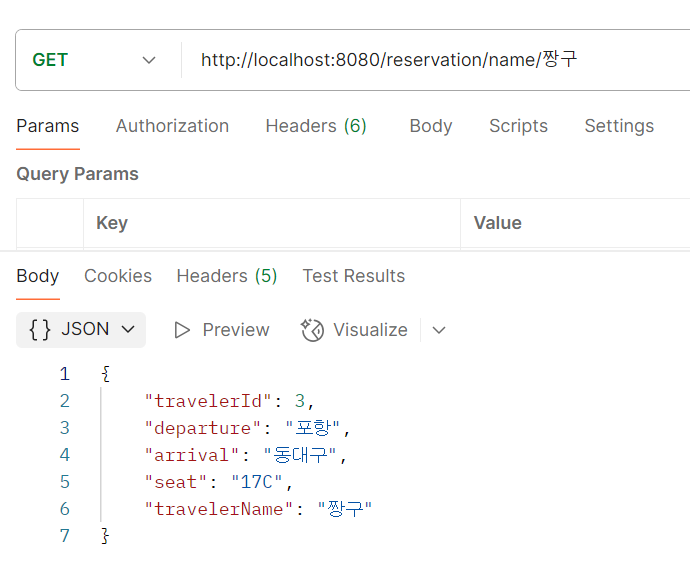 GET http://localhost:8080/reservation/name/짱구
Params Authorization Headers (6) Body Scripts Settings
Query Params
Key Value
Body Cookies Headers (5) Test Results
{} JSON Preview Visualize
1 {
2 "travelerId": 3,
3 "departure": "포항",
4 "arrival": "동대구",
5 "seat": "17C",
6 "travelerName": "짱구"
7 }